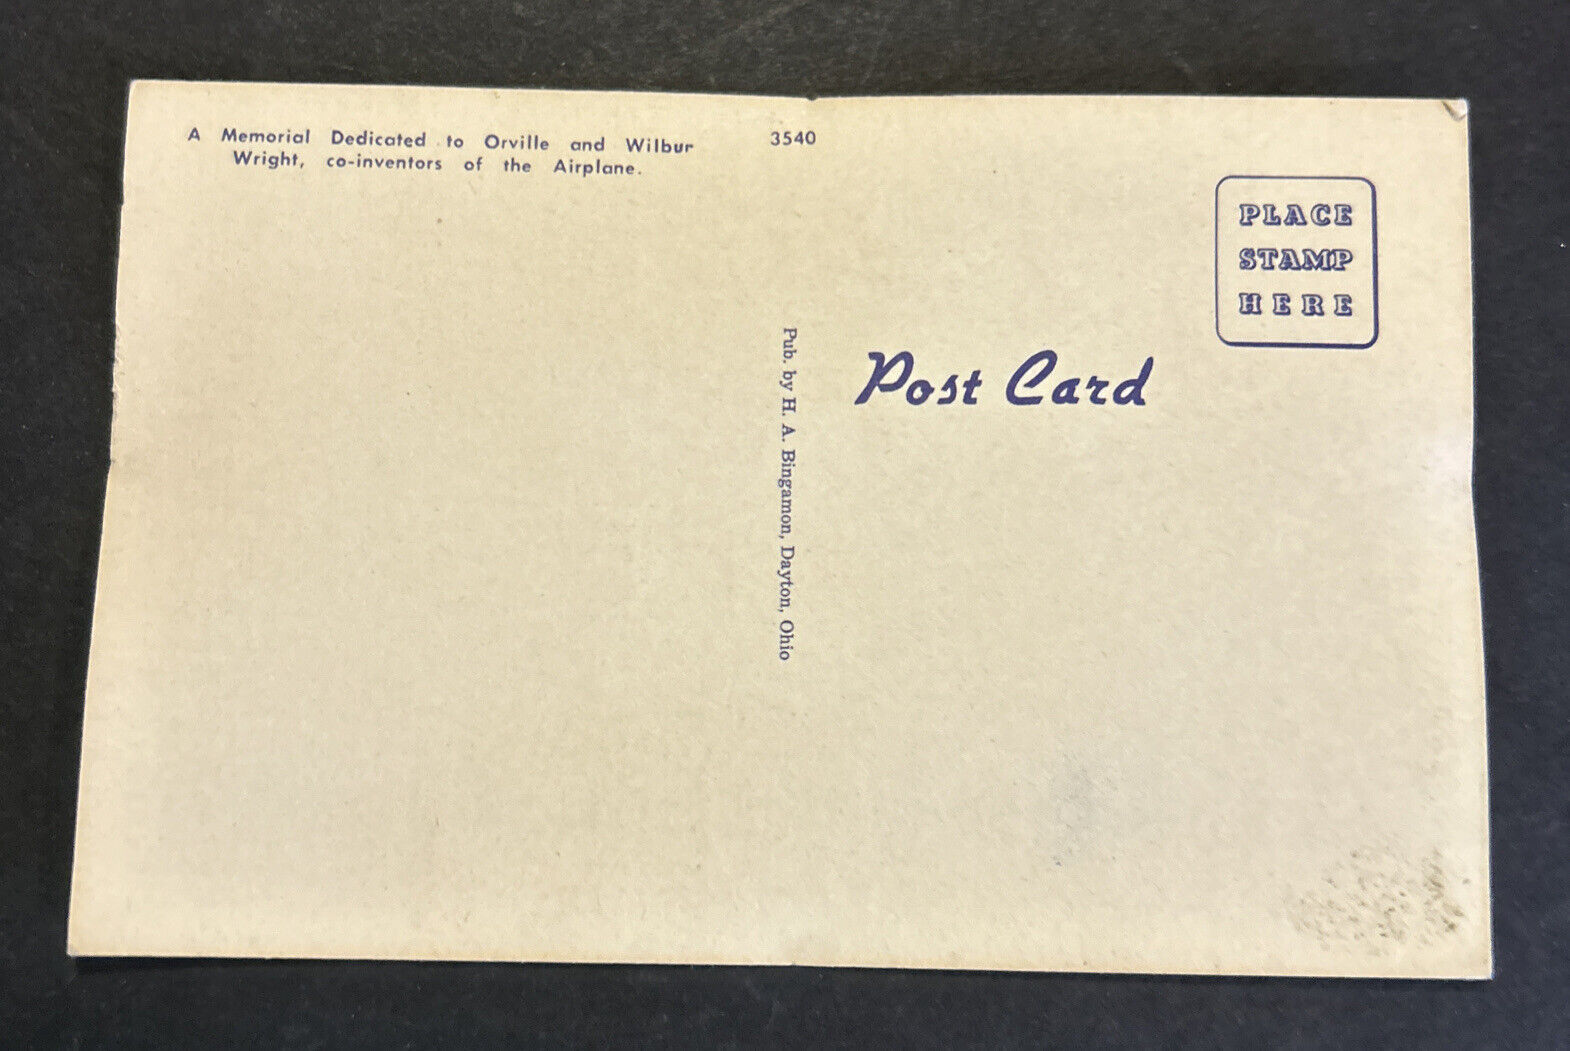 A Memorial Dedicated to Orville and Wilbur
Wright, co-inventors of the Airplane.
3540
PLACE
STAMP
HERE
Post Card
Pub. by H. A. Bingamon, Dayton, Ohio